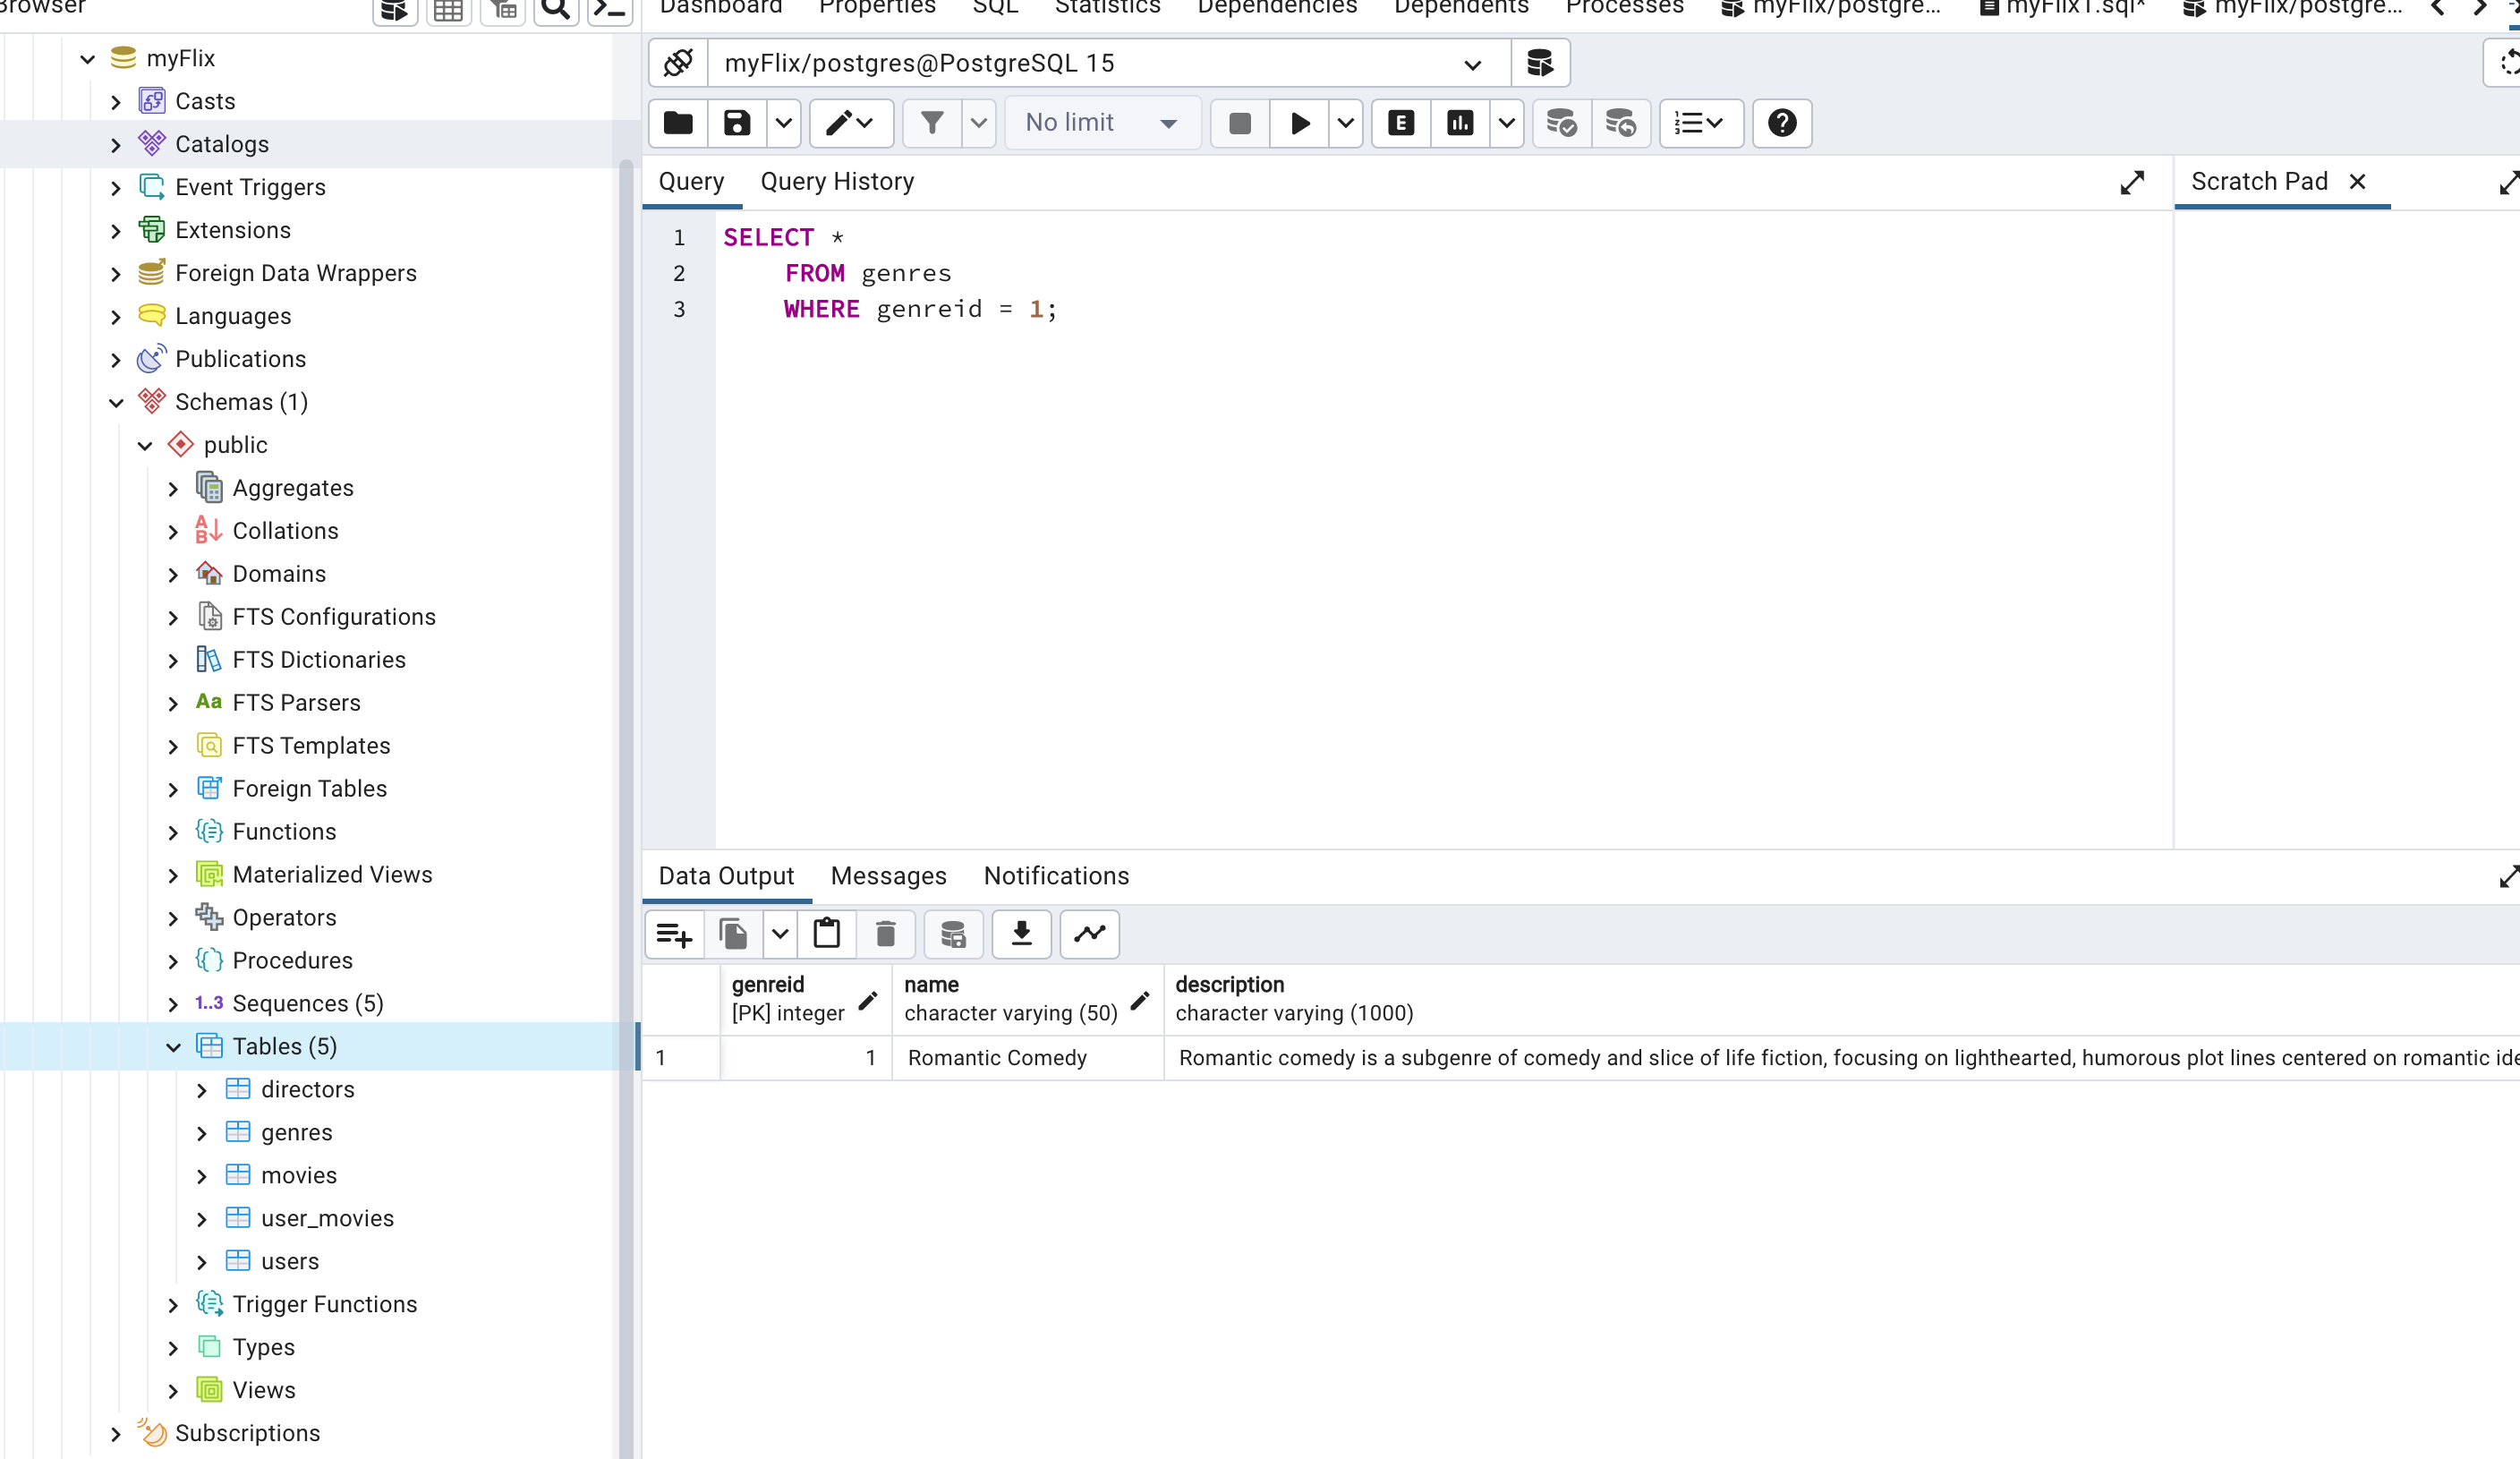 Browser
Dashboard Properties SQL Statistics Dependencies Dependents Processes myFlix/postgre... myFlix1.sql* myFlix/postgre...
myFlix
Casts
Catalogs
Event Triggers
Extensions
Foreign Data Wrappers
Languages
Publications
Schemas (1)
public
Aggregates
Collations
Domains
FTS Configurations
FTS Dictionaries
Aa FTS Parsers
FTS Templates
Foreign Tables
Functions
Materialized Views
Operators
Procedures
1..3 Sequences (5)
Tables (5)
directors
genres
movies
user_movies
users
Trigger Functions
Types
Views
Subscriptions
myFlix/postgres@PostgreSQL 15
No limit
E
Query Query History
Scratch Pad
1 SELECT *
2 FROM genres
3 WHERE genreid = 1;
Data Output Messages Notifications
genreid name description
[PK] integer character varying (50) character varying (1000)
1 1 Romantic Comedy Romantic comedy is a subgenre of comedy and slice of life fiction, focusing on lighthearted, humorous plot lines centered on romantic ide